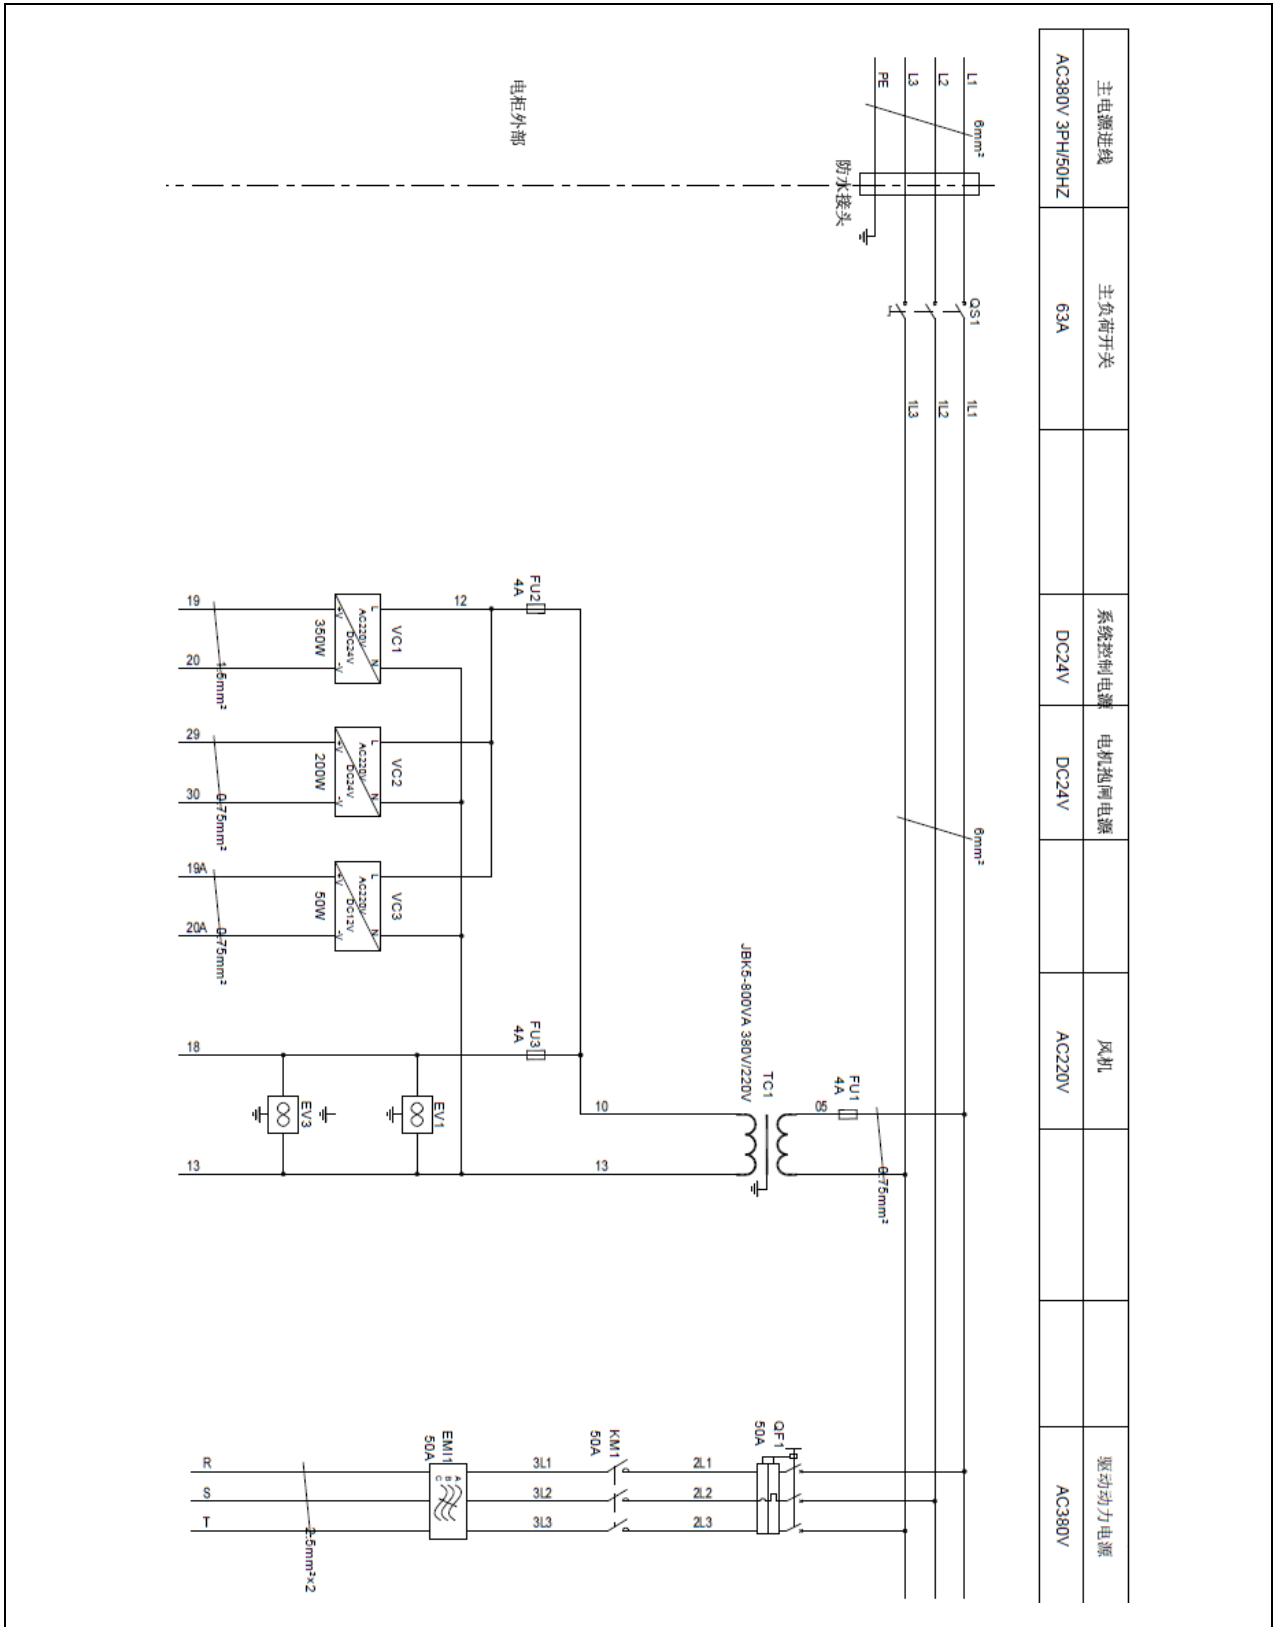 主电源进线
主负荷开关
系统控制电源
电机抱闸电源
风机
驱动动力电源
AC380V 3PH/50HZ
63A
DC24V
DC24V
AC220V
AC380V
L1
L2
L3
PE
6mm²
防水接头
电柜外部
QS1
1L1
1L2
1L3
6mm²
FU1
4A
05
0.75mm²
TC1
JBK5-800VA 380V/220V
10
13
FU2
4A
12
FU3
4A
VC1
L
N
AC220V
DC24V
+V
-V
350W
19
20
1.5mm²
VC2
L
N
AC220V
DC24V
+V
-V
200W
29
30
0.75mm²
VC3
L
N
AC220V
DC12V
+V
-V
50W
19A
20A
0.75mm²
EV1
EV3
18
13
QF1
50A
2L1
2L2
2L3
KM1
50A
3L1
3L2
3L3
EMI1
50A
A
B
C
R
S
T
2.5mm²×2